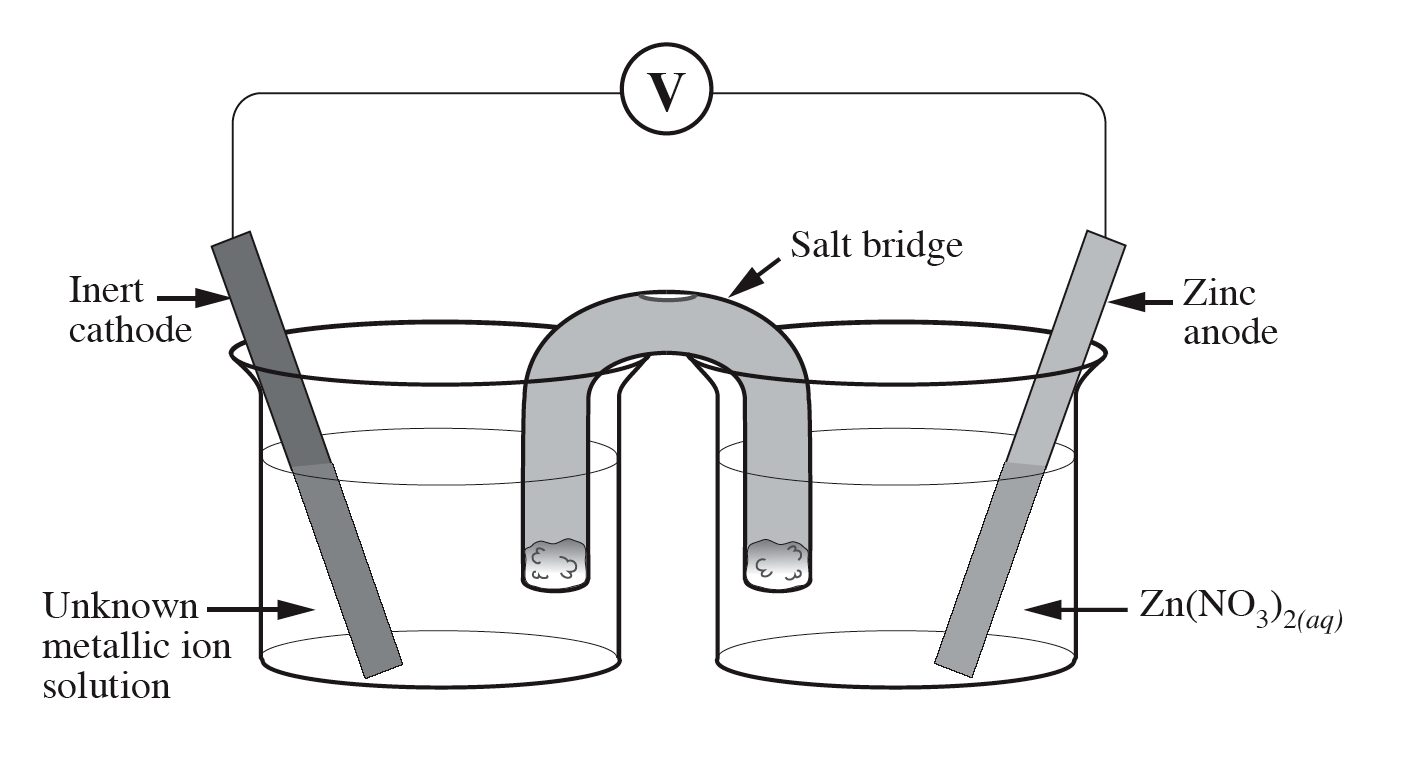 V
Salt bridge
Inert
cathode
Zinc
anode
Unknown
metallic ion
solution
Zn(NO₃)₂(aq)